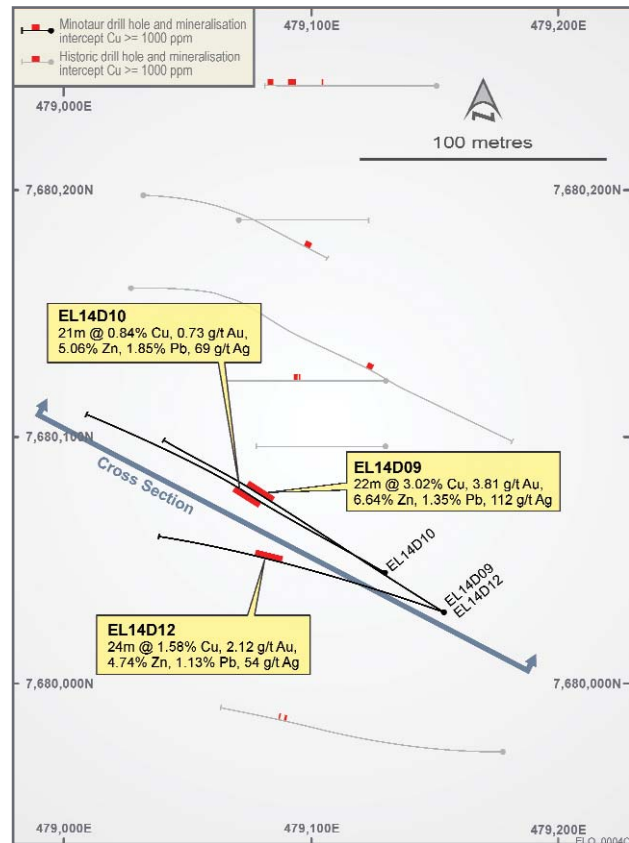 Minotaur drill hole and mineralisation
intercept Cu >= 1000 ppm
Historic drill hole and mineralisation
intercept Cu >= 1000 ppm
479,100E
479,200E
479,000E
N
100 metres
7,680,200N
7,680,200N
EL14D10
21m @ 0.84% Cu, 0.73 g/t Au,
5.06% Zn, 1.85% Pb, 69 g/t Ag
7,680,100N
7,680,100N
Cross Section
EL14D09
22m @ 3.02% Cu, 3.81 g/t Au,
6.64% Zn, 1.35% Pb, 112 g/t Ag
EL14D10
EL14D09
EL14D12
EL14D12
24m @ 1.58% Cu, 2.12 g/t Au,
4.74% Zn, 1.13% Pb, 54 g/t Ag
7,680,000N
7,680,000N
479,000E
479,100E
479,200E